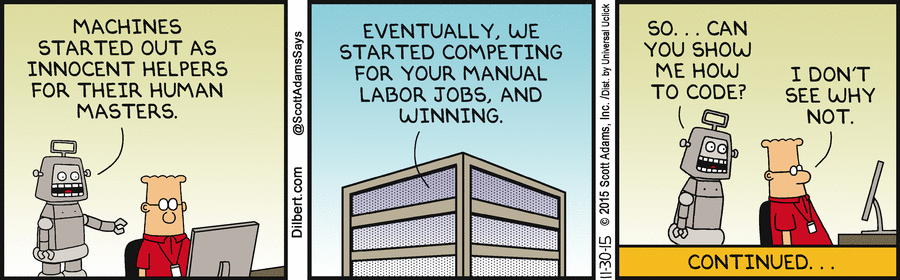 MACHINES
STARTED OUT AS
INNOCENT HELPERS
FOR THEIR HUMAN
MASTERS.
Dilbert.com @ScottAdamsSays
EVENTUALLY, WE
STARTED COMPETING
FOR YOUR MANUAL
LABOR JOBS, AND
WINNING.
11-30-15 © 2015 Scott Adams, Inc. /Dist. by Universal Uclick
SO... CAN
YOU SHOW
ME HOW
TO CODE?
I DON'T
SEE WHY
NOT.
CONTINUED...